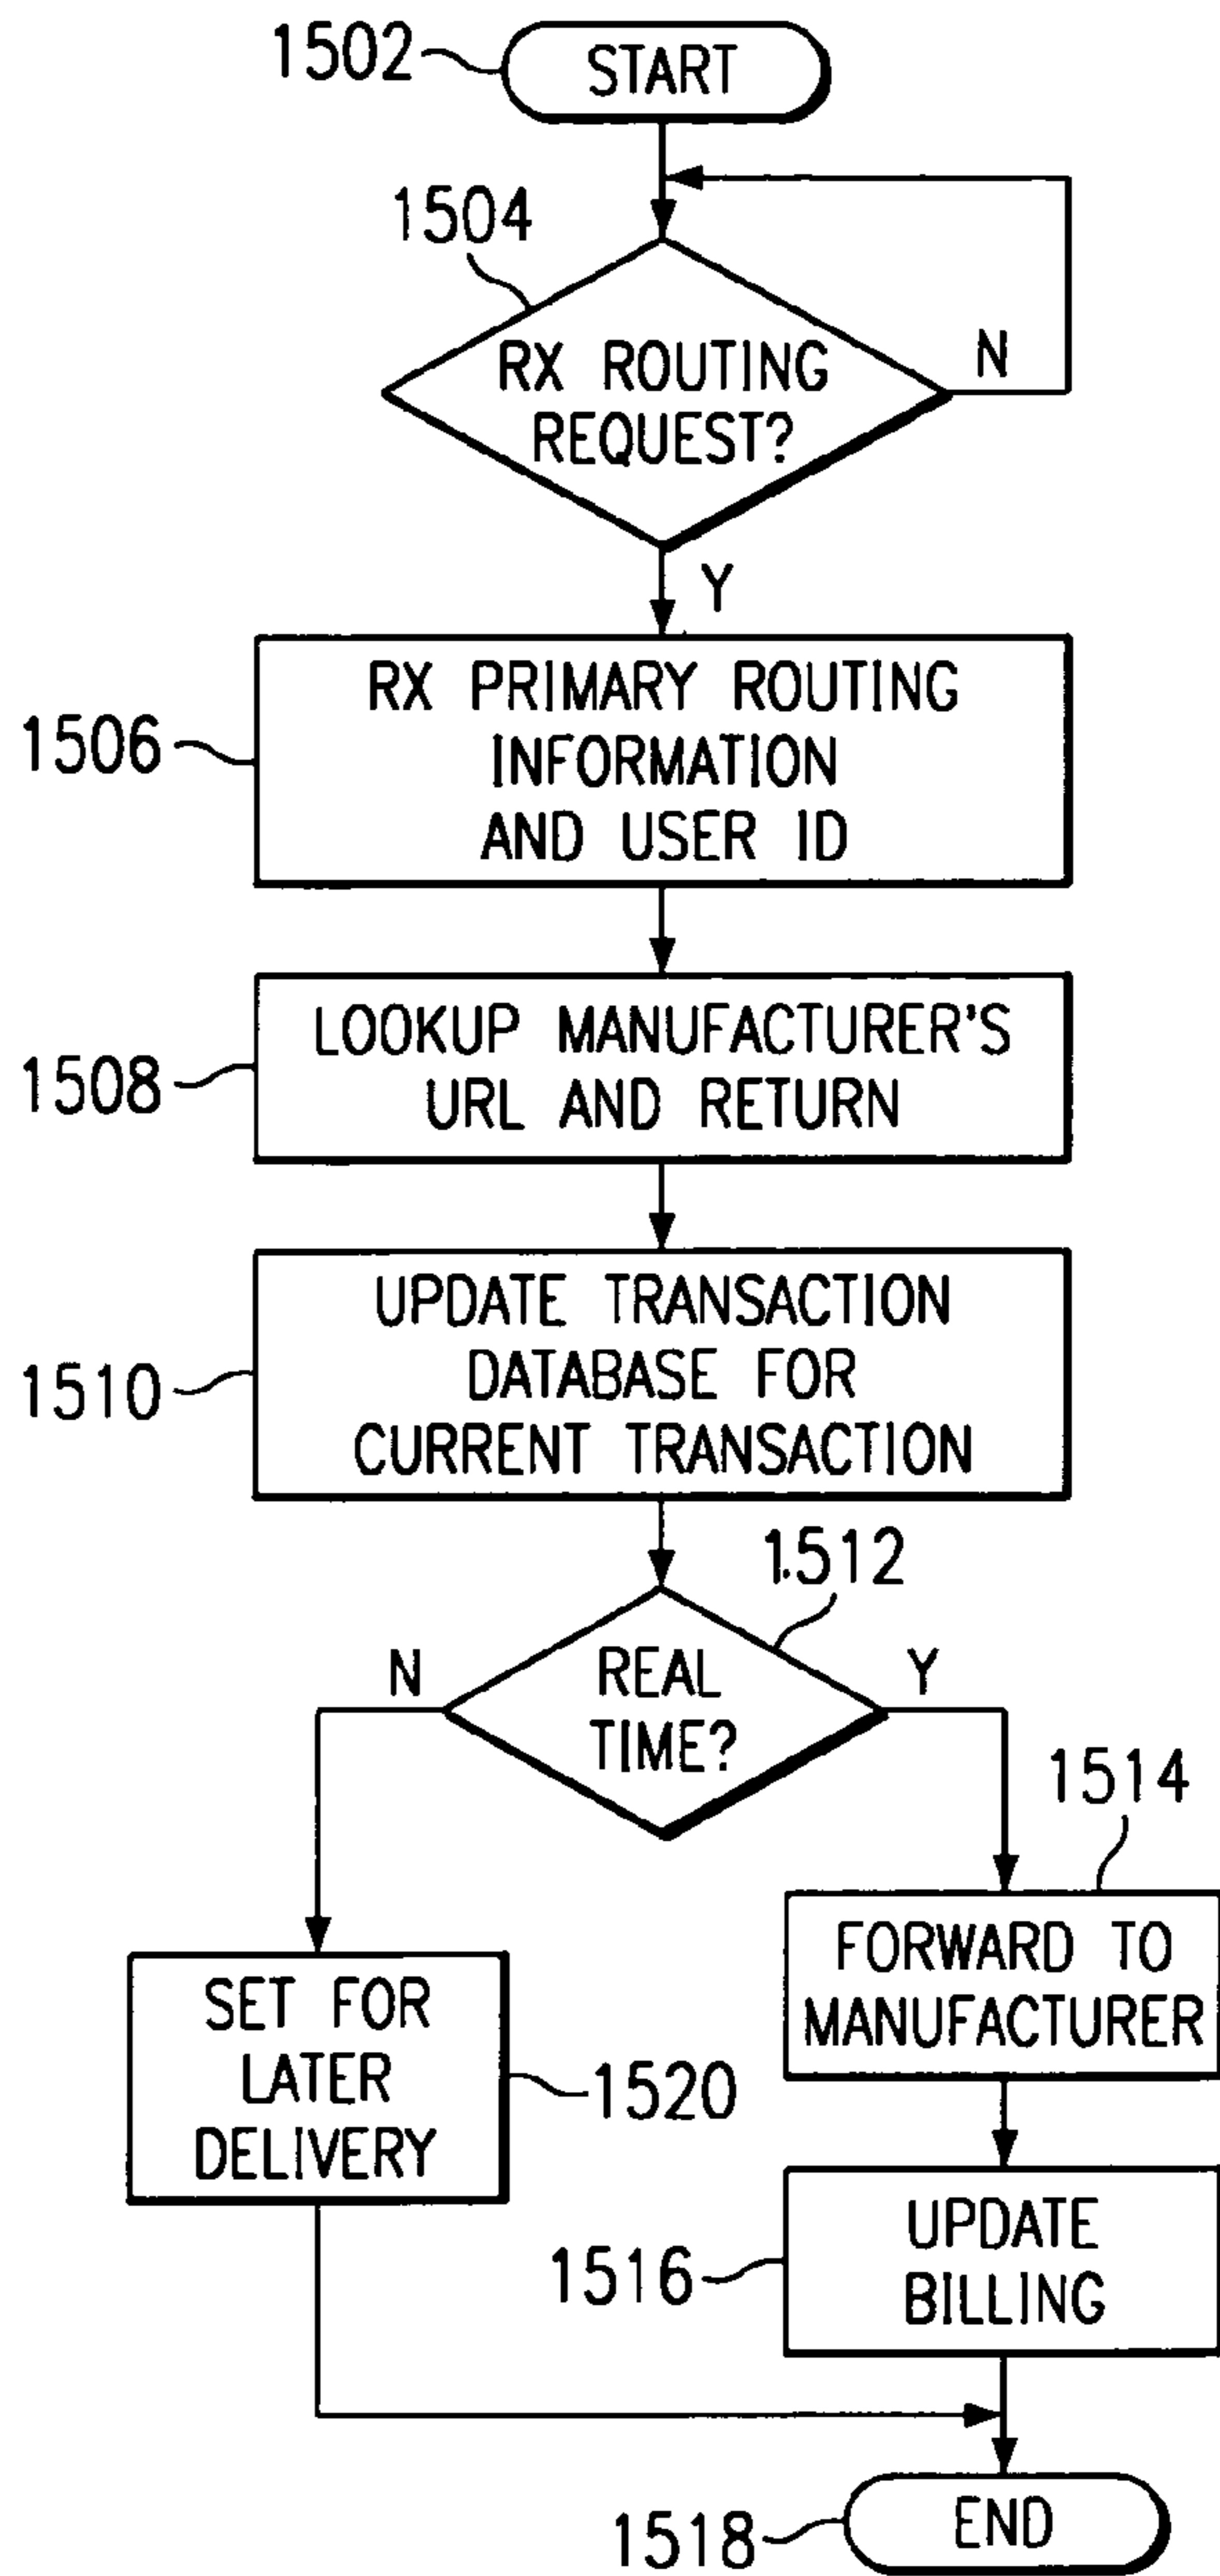 1502
START
1504
RX ROUTING
REQUEST?
N
Y
1506
RX PRIMARY ROUTING
INFORMATION
AND USER ID
1508
LOOKUP MANUFACTURER'S
URL AND RETURN
1510
UPDATE TRANSACTION
DATABASE FOR
CURRENT TRANSACTION
1512
N
REAL
TIME?
Y
1514
FORWARD TO
MANUFACTURER
SET FOR
LATER
DELIVERY
1520
1516
UPDATE
BILLING
1518
END